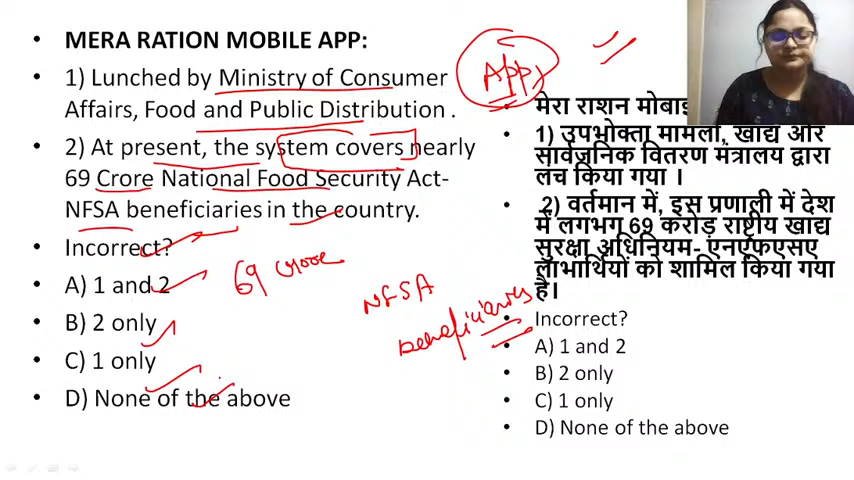 MERA RATION MOBILE APP:
1) Lunched by Ministry of Consumer
Affairs, Food and Public Distribution .
2) At present, the system covers nearly
69 Crore National Food Security Act-
NFSA beneficiaries in the country.
Incorrect?
A) 1 and 2
B) 2 only
C) 1 only
D) None of the above
69 crore
NFSA
beneficiaries
App
मेरा राशन
1) उपभोक्ता मामलों, खाद्य और
सार्वजनिक वितरण मंत्रालय द्वारा
लंच किया गया ।
2) वर्तमान में, इस प्रणाली में देश
में लगभग 69 करोड़ राष्ट्रीय खाद्य
सुरक्षा अधिनियम- एनएफएसए
लाभार्थियों को शामिल किया गया
है।
Incorrect?
A) 1 and 2
B) 2 only
C) 1 only
D) None of the above